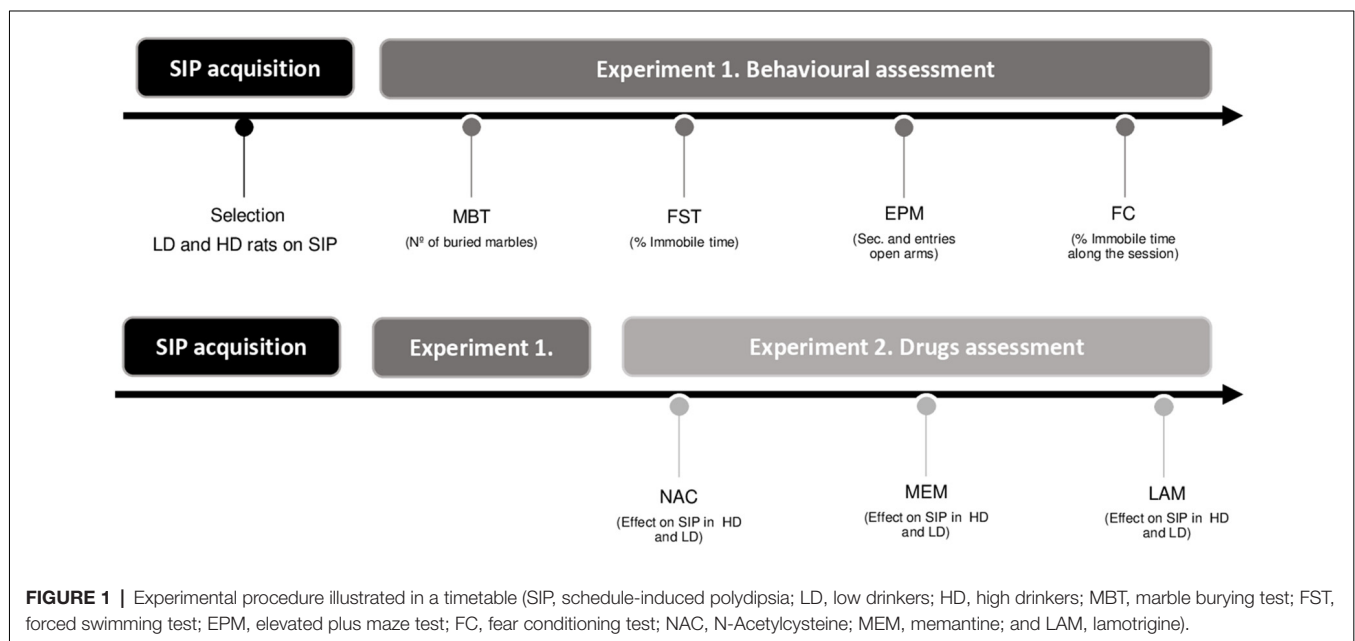 SIP acquisition
Experiment 1. Behavioural assessment
Selection
LD and HD rats on SIP
MBT
(Nº of buried marbles)
FST
(% Immobile time)
EPM
(Sec. and entries
open arms)
FC
(% Immobile time
along the session)
SIP acquisition
Experiment 1.
Experiment 2. Drugs assessment
NAC
(Effect on SIP in HD
and LD)
MEM
(Effect on SIP in HD
and LD)
LAM
(Effect on SIP in HD
and LD)
FIGURE 1 | Experimental procedure illustrated in a timetable (SIP, schedule-induced polydipsia; LD, low drinkers; HD, high drinkers; MBT, marble burying test; FST,
forced swimming test; EPM, elevated plus maze test; FC, fear conditioning test; NAC, N-Acetylcysteine; MEM, memantine; and LAM, lamotrigine).